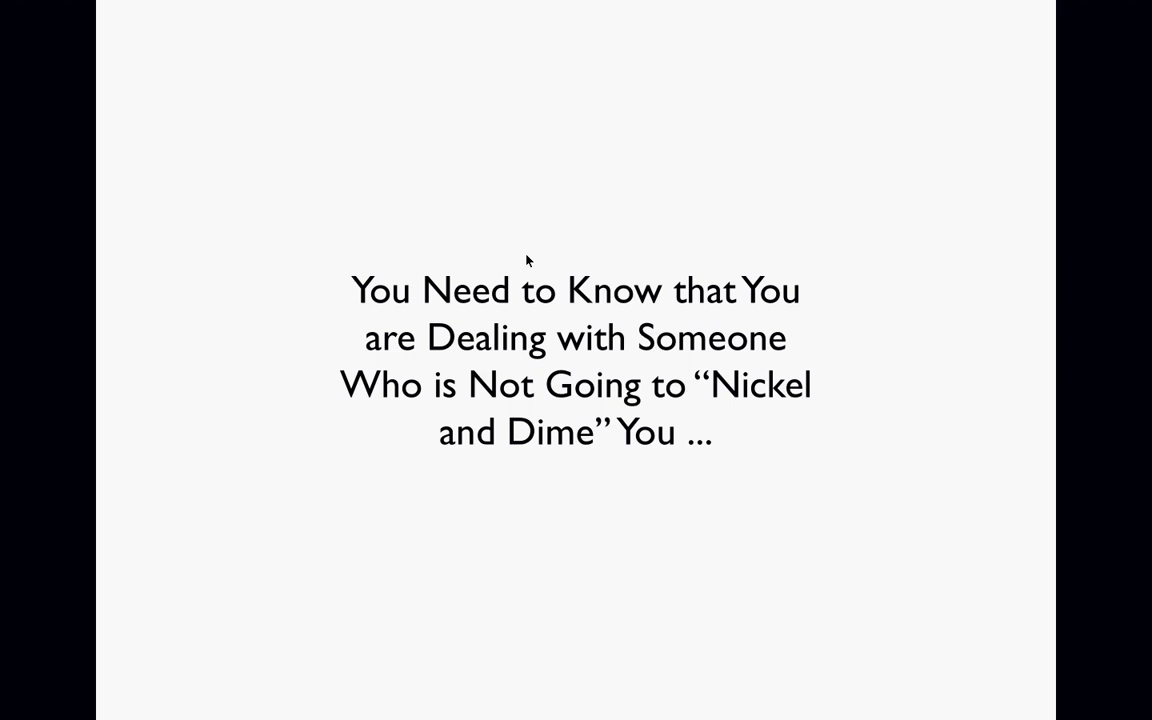 You Need to Know that You
are Dealing with Someone
Who is Not Going to “Nickel
and Dime” You ...